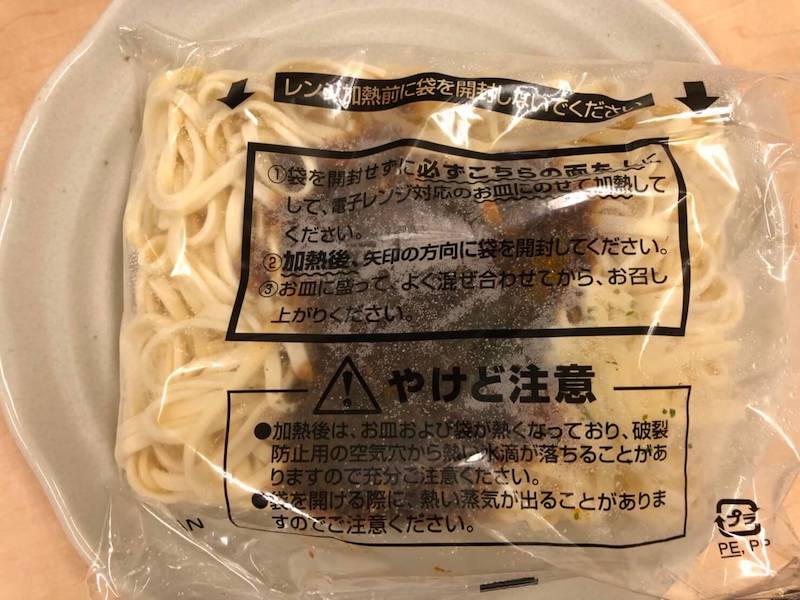 レンジ加熱前に袋を開封しないでください
①袋を開封せずに必ずこちらの面を上に
して、電子レンジ対応のお皿にのせて加熱して
ください。
②加熱後、矢印の方向に袋を開封してください。
③お皿に盛って、よく混ぜ合わせてから、お召し
上がりください。
やけど注意
●加熱後は、お皿および袋が熱くなっており、破裂
防止用の空気穴から熱い水滴が落ちることがあ
りますので充分ご注意ください。
●袋を開ける際に、熱い蒸気が出ることがありま
すのでご注意ください。
プラ
PE, PP